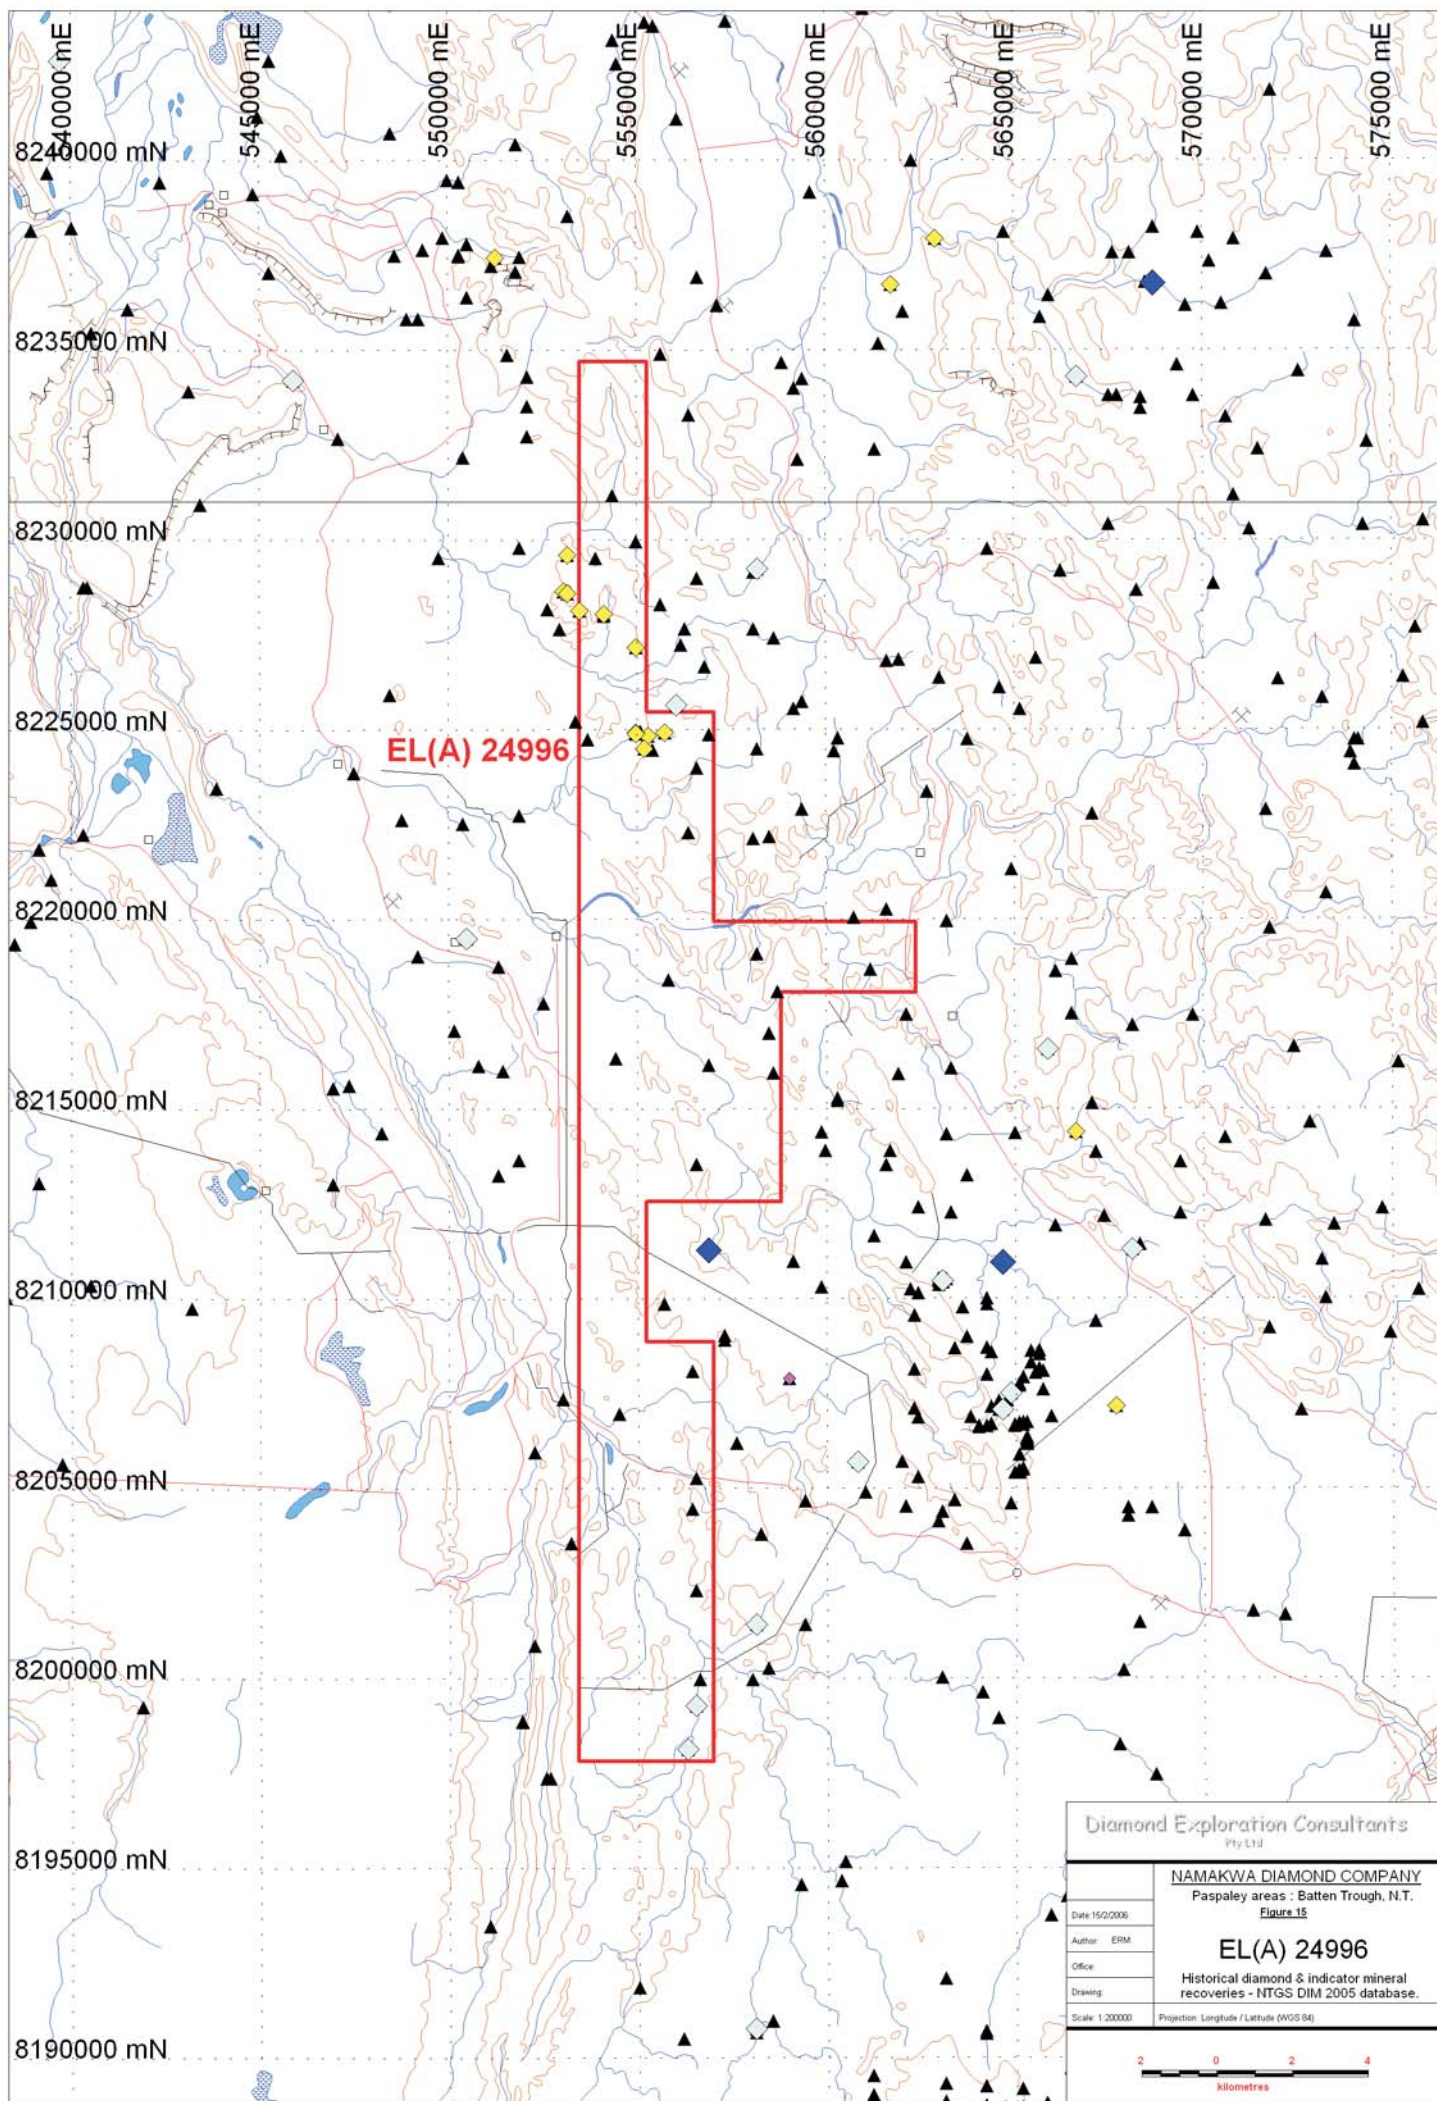 540000 mE
545000 mE
550000 mE
555000 mE
560000 mE
565000 mE
570000 mE
575000 mE
8240000 mN
8235000 mN
8230000 mN
8225000 mN
EL(A) 24996
8220000 mN
8215000 mN
8210000 mN
8205000 mN
8200000 mN
8195000 mN
8190000 mN
Diamond Exploration Consultants
Pty Ltd
NAMAKWA DIAMOND COMPANY
Paspaley areas : Batten Trough, N.T.
Figure 15
Date: 15/2/2006
Author: ERM
EL(A) 24996
Office:
Historical diamond & indicator mineral
recoveries - NTGS DIM 2005 database.
Drawing:
Scale: 1:200000
Projection: Longitude / Latitude (WGS 84)
2 0 2 4
kilometres